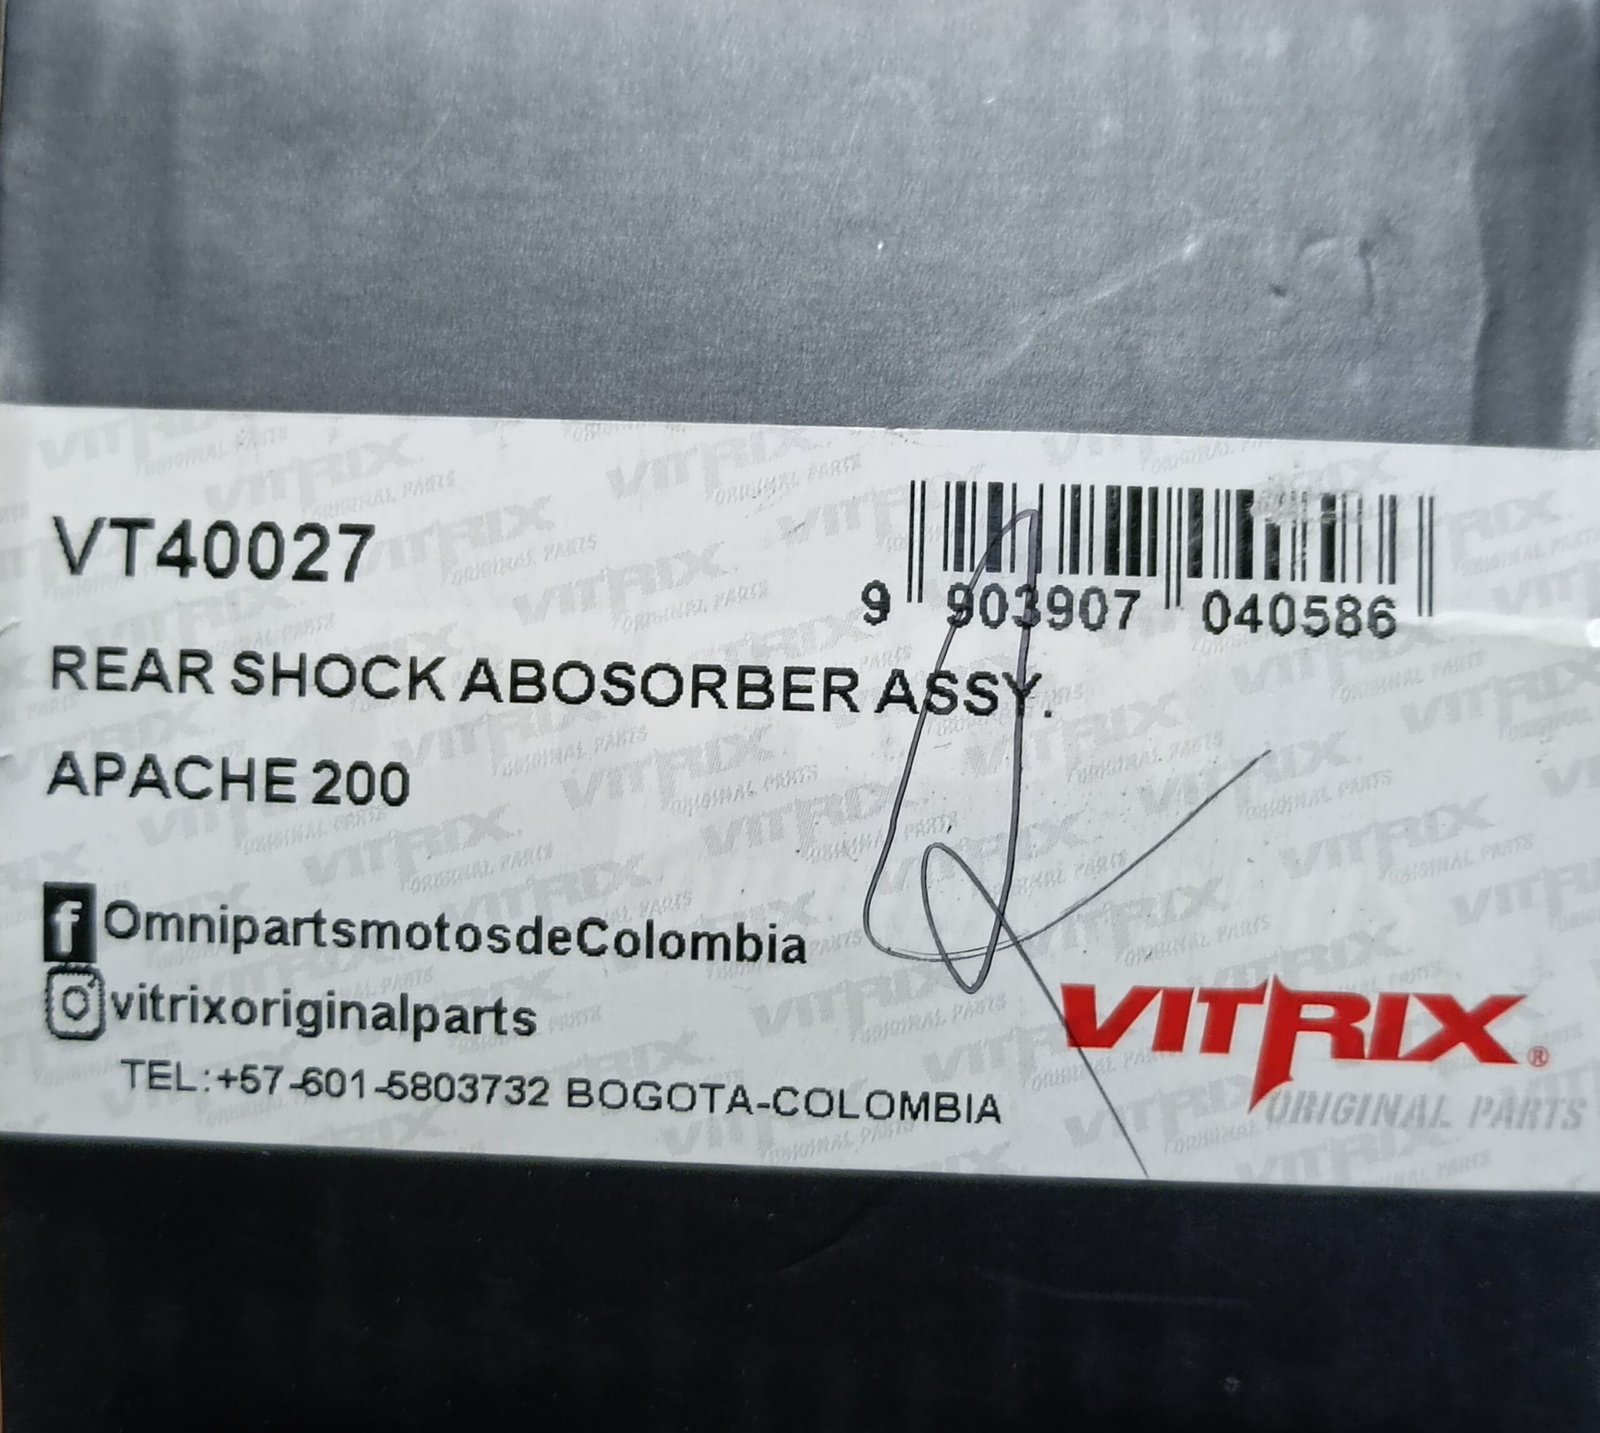 VT40027
9 903907 040586
REAR SHOCK ABOSORBER ASSY.
APACHE 200
OmnipartsmotosdeColombia
vitrixoriginalparts
TEL:+57-601-5803732 BOGOTA-COLOMBIA
VITRIX®
ORIGINAL PARTS